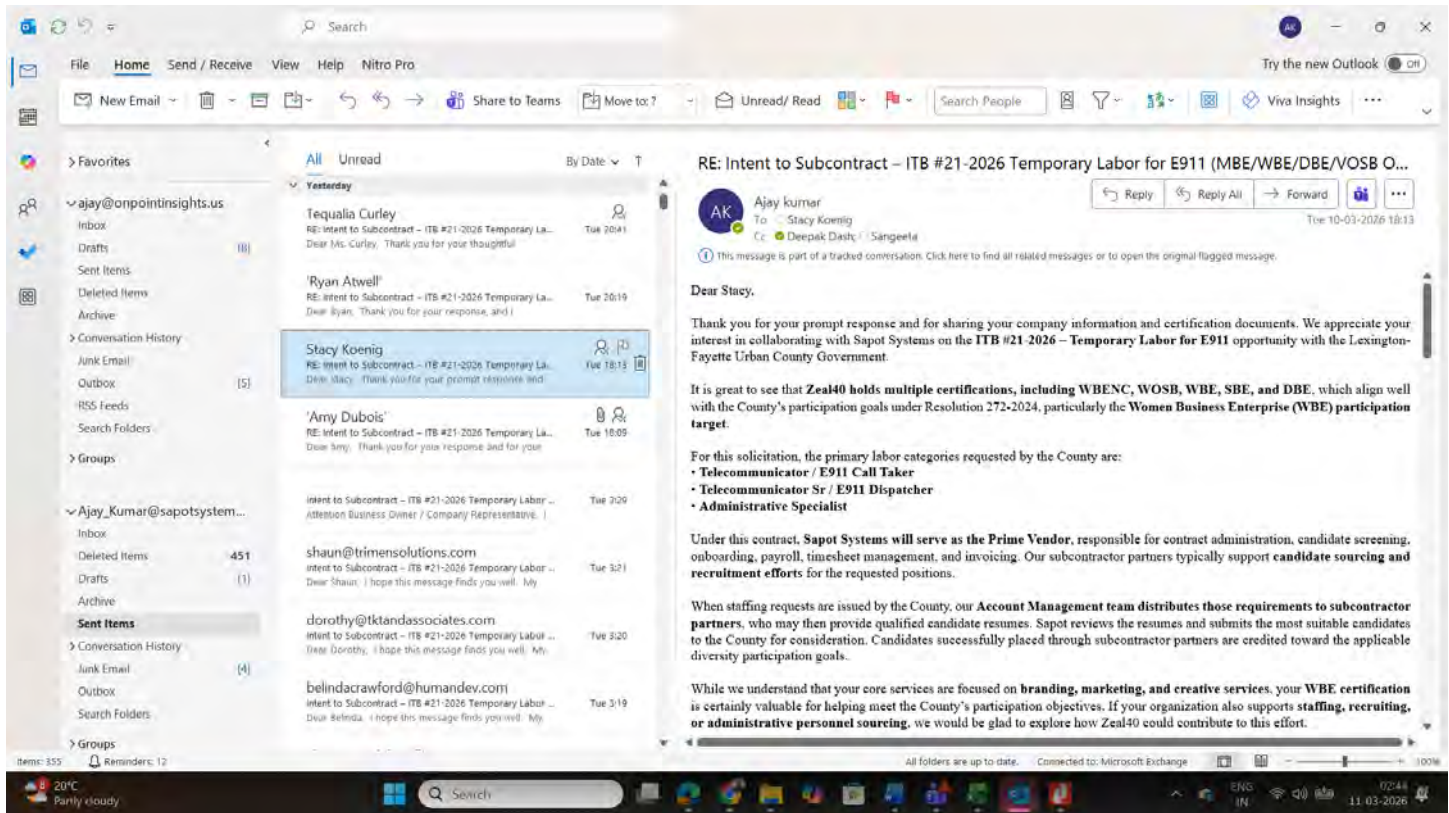 Search
AK
File Home Send / Receive View Help Nitro Pro
Try the new Outlook Off
New Email
Share to Teams
Move to: ?
Unread/ Read
Search People
Viva Insights
Favorites
ajay@onpointinsights.us
Inbox
Drafts
Sent Items
Deleted Items
Archive
Conversation History
Junk Email
Outbox [5]
RSS Feeds
Search Folders
Groups
Ajay_Kumar@sapotsystem...
Inbox
Deleted Items 451
Drafts (1)
Archive
Sent Items
Conversation History
Junk Email [4]
Outbox
Search Folders
Groups
All Unread
By Date
Yesterday
Tequalia Curley
RE: Intent to Subcontract – ITB #21-2026 Temporary La... Tue 20:41
Dear Ms. Curley, Thank you for your thoughtful
'Ryan Atwell'
RE: Intent to Subcontract – ITB #21-2026 Temporary La... Tue 20:19
Dear Ryan, Thank you for your response, and I
Stacy Koenig
RE: Intent to Subcontract – ITB #21-2026 Temporary La... Tue 18:13
Dear Stacy, Thank you for your prompt response and
'Amy Dubois'
RE: Intent to Subcontract – ITB #21-2026 Temporary La... Tue 18:09
Dear Amy, Thank you for your response and for your
Intent to Subcontract – ITB #21-2026 Temporary Labor ... Tue 3:29
Attention Business Owner / Company Representative, I
shaun@trimensolutions.com
Intent to Subcontract – ITB #21-2026 Temporary Labor ... Tue 3:21
Dear Shaun, I hope this message finds you well. My
dorothy@tktandassociates.com
Intent to Subcontract – ITB #21-2026 Temporary Labor ... Tue 3:20
Dear Dorothy, I hope this message finds you well. My
belindacrawford@humandev.com
Intent to Subcontract – ITB #21-2026 Temporary Labor ... Tue 3:19
Dear Belinda, I hope this message finds you well. My
RE: Intent to Subcontract – ITB #21-2026 Temporary Labor for E911 (MBE/WBE/DBE/VOSB O...
AK
Ajay kumar
To Stacy Koenig
Cc Deepak Dash; Sangeeta
Reply Reply All Forward
Tue 10-03-2026 18:13
This message is part of a tracked conversation. Click here to find all related messages or to open the original flagged message.
Dear Stacy,
Thank you for your prompt response and for sharing your company information and certification documents. We appreciate your
interest in collaborating with Sapot Systems on the ITB #21-2026 – Temporary Labor for E911 opportunity with the Lexington-
Fayette Urban County Government.
It is great to see that Zeal40 holds multiple certifications, including WBENC, WOSB, WBE, SBE, and DBE, which align well
with the County's participation goals under Resolution 272-2024, particularly the Women Business Enterprise (WBE) participation
target.
For this solicitation, the primary labor categories requested by the County are:
• Telecommunicator / E911 Call Taker
• Telecommunicator Sr / E911 Dispatcher
• Administrative Specialist
Under this contract, Sapot Systems will serve as the Prime Vendor, responsible for contract administration, candidate screening,
onboarding, payroll, timesheet management, and invoicing. Our subcontractor partners typically support candidate sourcing and
recruitment efforts for the requested positions.
When staffing requests are issued by the County, our Account Management team distributes those requirements to subcontractor
partners, who may then provide qualified candidate resumes. Sapot reviews the resumes and submits the most suitable candidates
to the County for consideration. Candidates successfully placed through subcontractor partners are credited toward the applicable
diversity participation goals.
While we understand that your core services are focused on branding, marketing, and creative services, your WBE certification
is certainly valuable for helping meet the County's participation objectives. If your organization also supports staffing, recruiting,
or administrative personnel sourcing, we would be glad to explore how Zeal40 could contribute to this effort.
Items: 355 Reminders: 12
All folders are up to date. Connected to: Microsoft Exchange
100%
20°C
Partly cloudy
Search
ENG
IN
02:44
11-03-2026